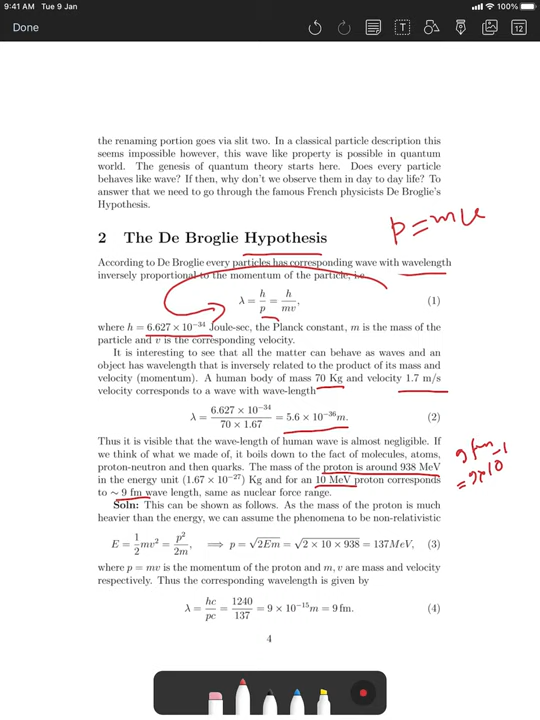 9:41 AM Tue 9 Jan
100%
Done
T
12
the renaming portion goes via slit two. In a classical particle description this
seems impossible however, this wave like property is possible in quantum
world. The genesis of quantum theory starts here. Does every particle
behaves like wave? If then, why don't we observe them in day to day life? To
answer that we need to go through the famous French physicists De Broglie's
Hypothesis.
p = mv
2 The De Broglie Hypothesis
According to De Broglie every particles has corresponding wave with wavelength
inversely proportional to the momentum of the particle, i.e
λ = h/p = h/mv, (1)
where h = 6.627 × 10⁻³⁴ Joule-sec, the Planck constant, m is the mass of the
particle and v is the corresponding velocity.
It is interesting to see that all the matter can behave as waves and an
object has wavelength that is inversely related to the product of its mass and
velocity (momentum). A human body of mass 70 Kg and velocity 1.7 m/s
velocity corresponds to a wave with wave-length
λ = 6.627 × 10⁻³⁴ / 70 × 1.67 = 5.6 × 10⁻³⁶m. (2)
Thus it is visible that the wave-length of human wave is almost negligible. If
we think of what we made of, it boils down to the fact of molecules, atoms,
proton-neutron and then quarks. The mass of the proton is around 938 MeV
in the energy unit (1.67 × 10⁻²⁷) Kg and for an 10 MeV proton corresponds
to ∼ 9 fm wave length, same as nuclear force range.
9 fm
= 9×10⁻¹
Soln: This can be shown as follows. As the mass of the proton is much
heavier than the energy, we can assume the phenomena to be non-relativistic
E = 1/2 mv² = p²/2m, ⟹ p = √2Em = √2 × 10 × 938 = 137MeV, (3)
where p = mv is the momentum of the proton and m, v are mass and velocity
respectively. Thus the corresponding wavelength is given by
λ = hc/pc = 1240/137 = 9 × 10⁻¹⁵m = 9 fm. (4)
4